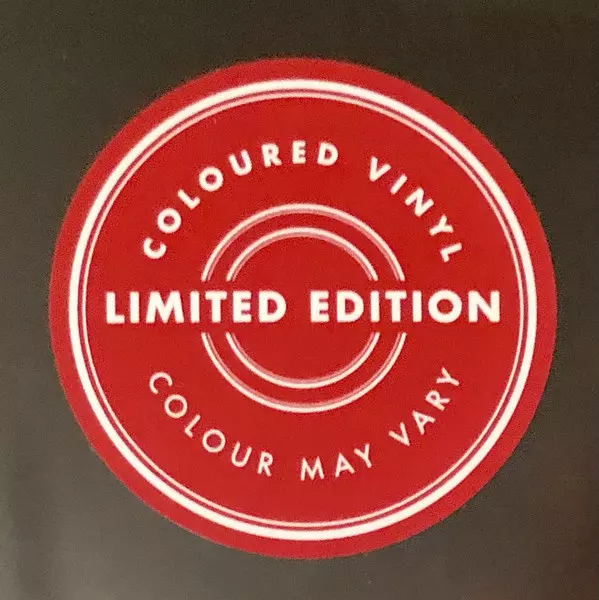 COLOURED VINYL
LIMITED EDITION
COLOUR MAY VARY